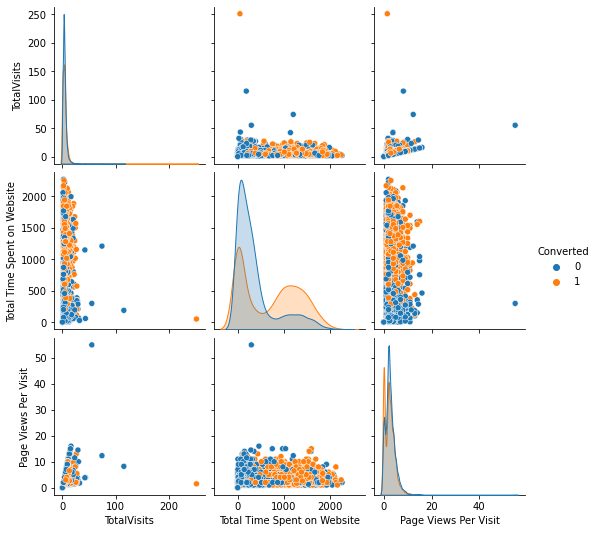 250
200
150
100
50
0
TotalVisits
2000
1500
1000
500
0
Total Time Spent on Website
Converted
0
1
50
40
30
20
10
0
Page Views Per Visit
0 100 200
0 1000 2000
0 20 40
TotalVisits
Total Time Spent on Website
Page Views Per Visit